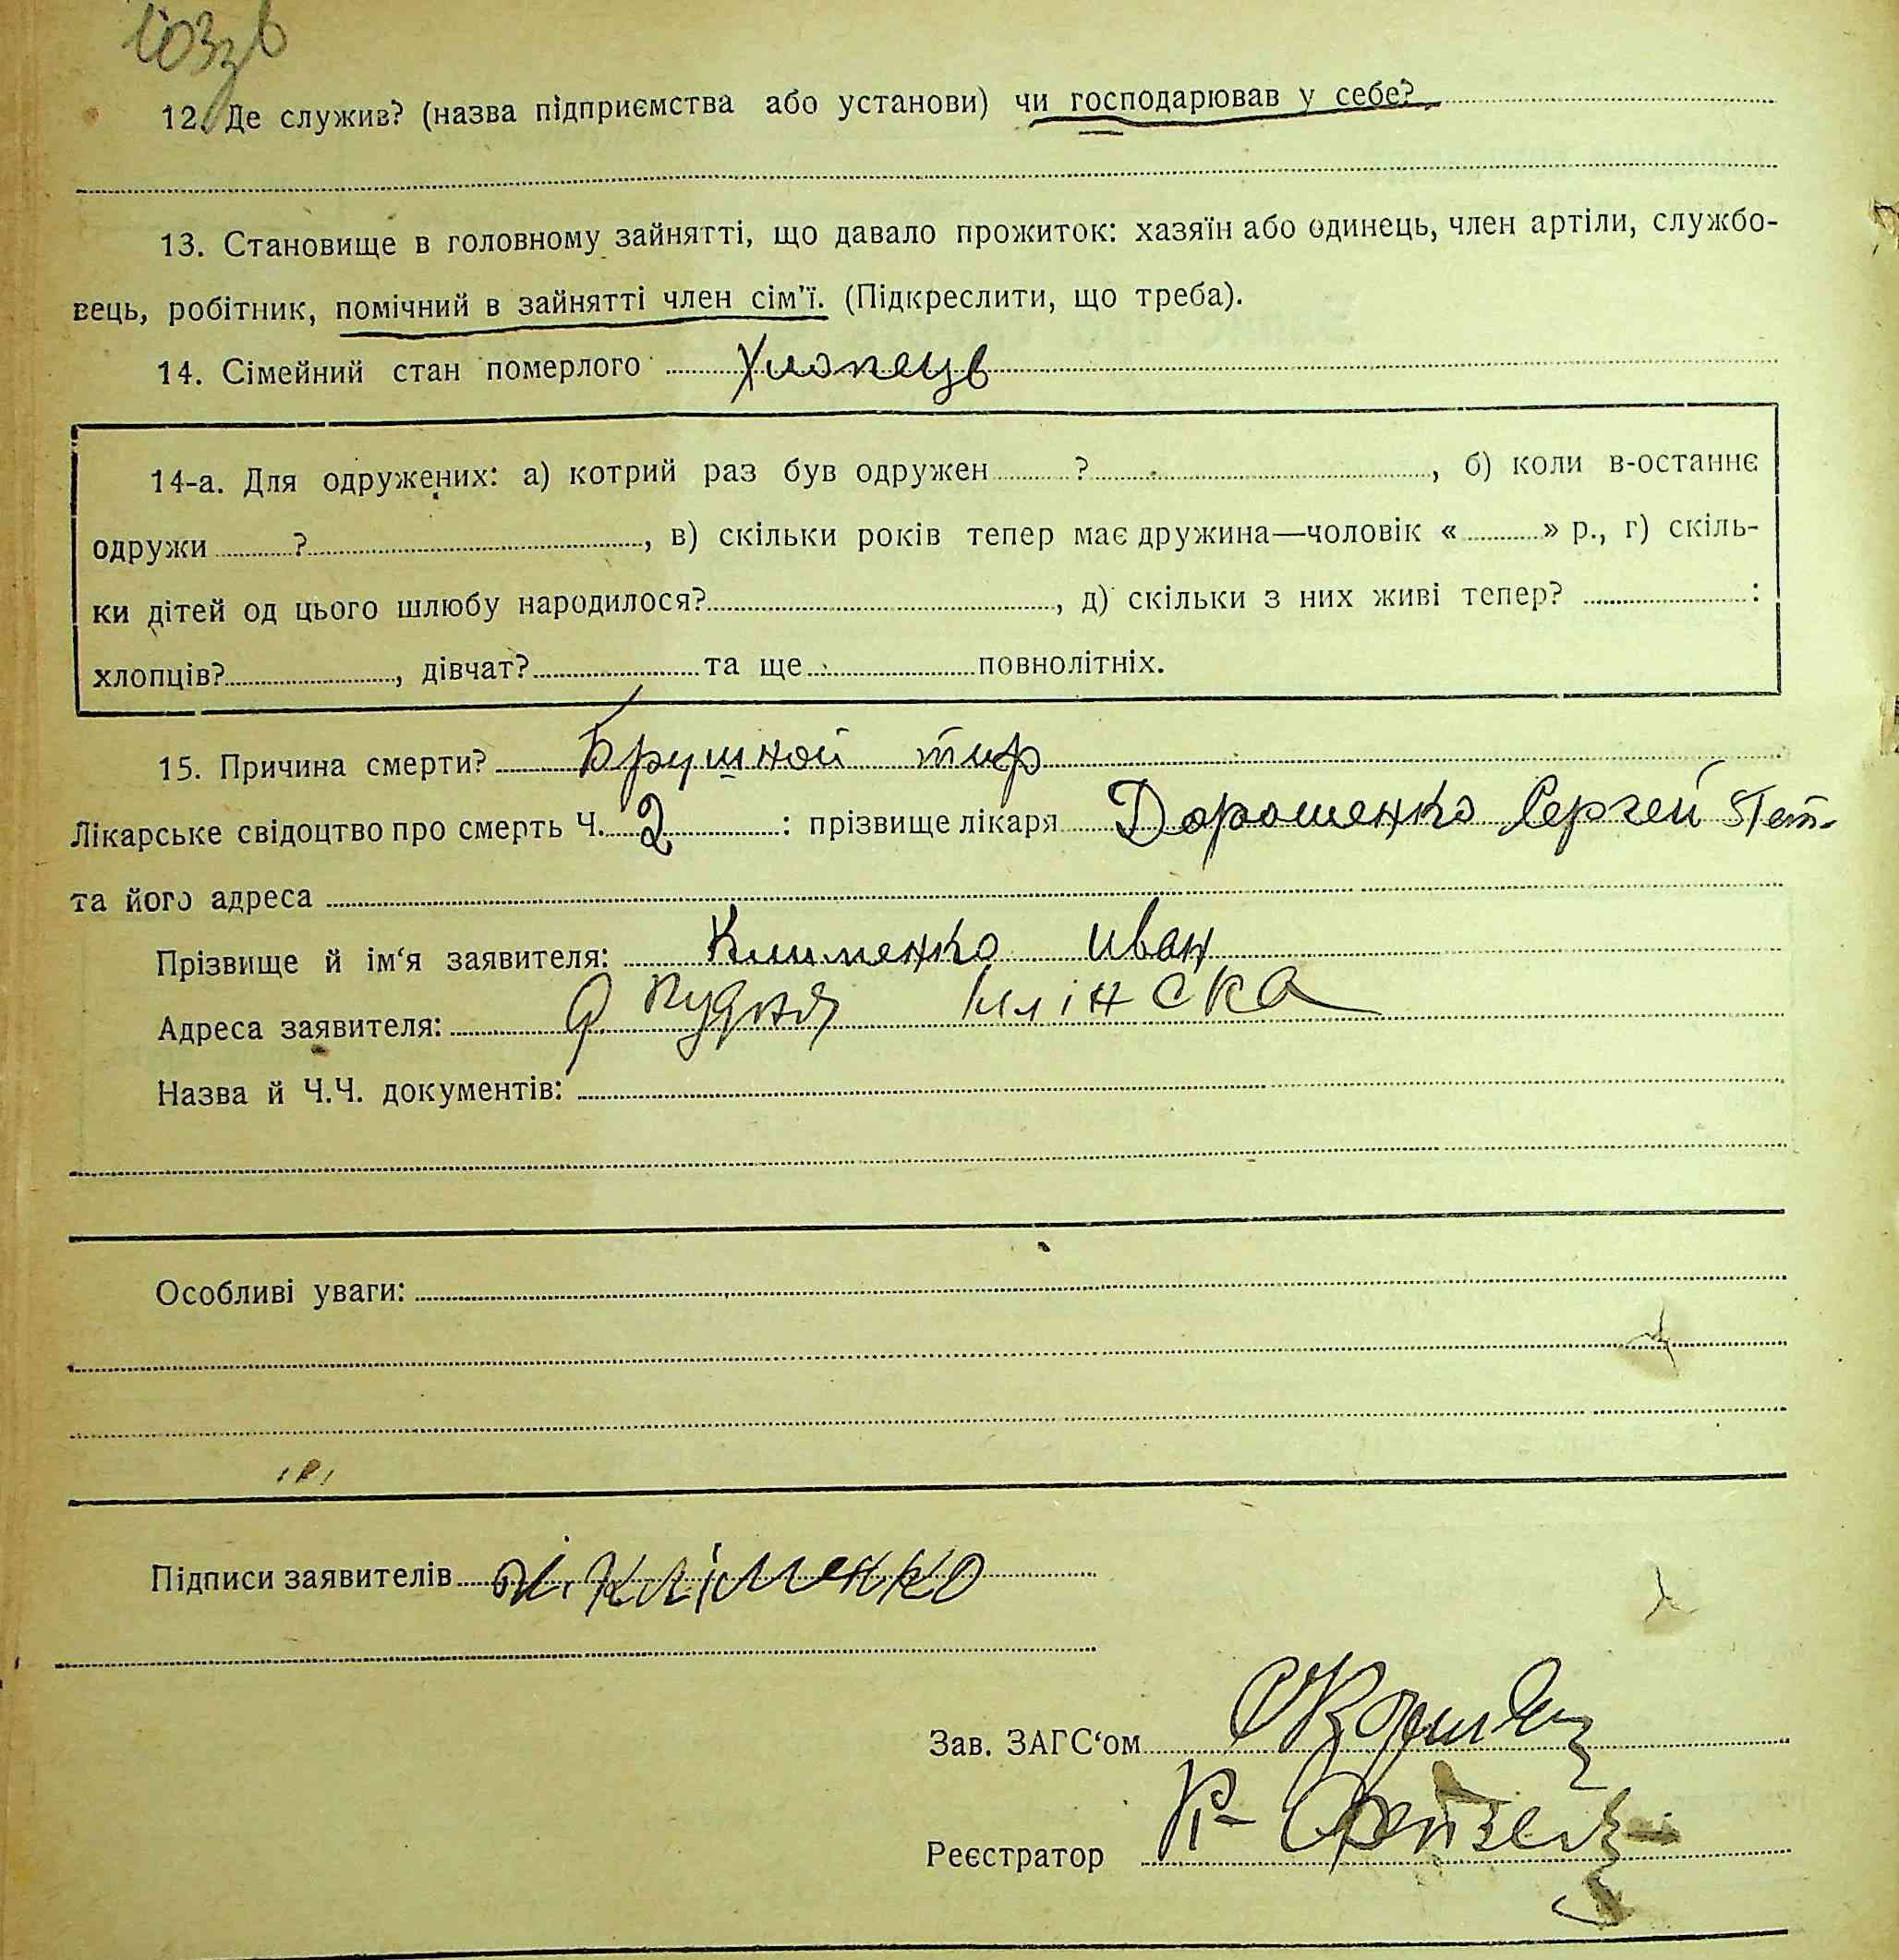 103зв
12. Де служив? (назва підприємства або установи) чи господарював у себе?
13. Становище в головному зайнятті, що давало прожиток: хазяїн або одинець, член артіли, службо-
вець, робітник, помічний в зайнятті член сім'ї. (Підкреслити, що треба).
14. Сімейний стан померлого Хлопець
14-а. Для одружених: а) котрий раз був одружен ?, б) коли в-останнє
одружи ?, в) скільки років тепер має дружина—чоловік « » р., г) скіль-
ки дітей од цього шлюбу народилося?, д) скільки з них живі тепер? :
хлопців?, дівчат? та ще повнолітніх.
15. Причина смерти? Брушной тиф
Лікарське свідоцтво про смерть Ч. 2 : прізвище лікаря Дорошенко Сергей Пет.
та його адреса
Прізвище й ім'я заявителя: Клименко Иван
Адреса заявителя: Рудня
Назва й Ч.Ч. документів:
Особливі уваги:
Підписи заявителів Кліменко
Зав. ЗАГС'ом
Реєстратор